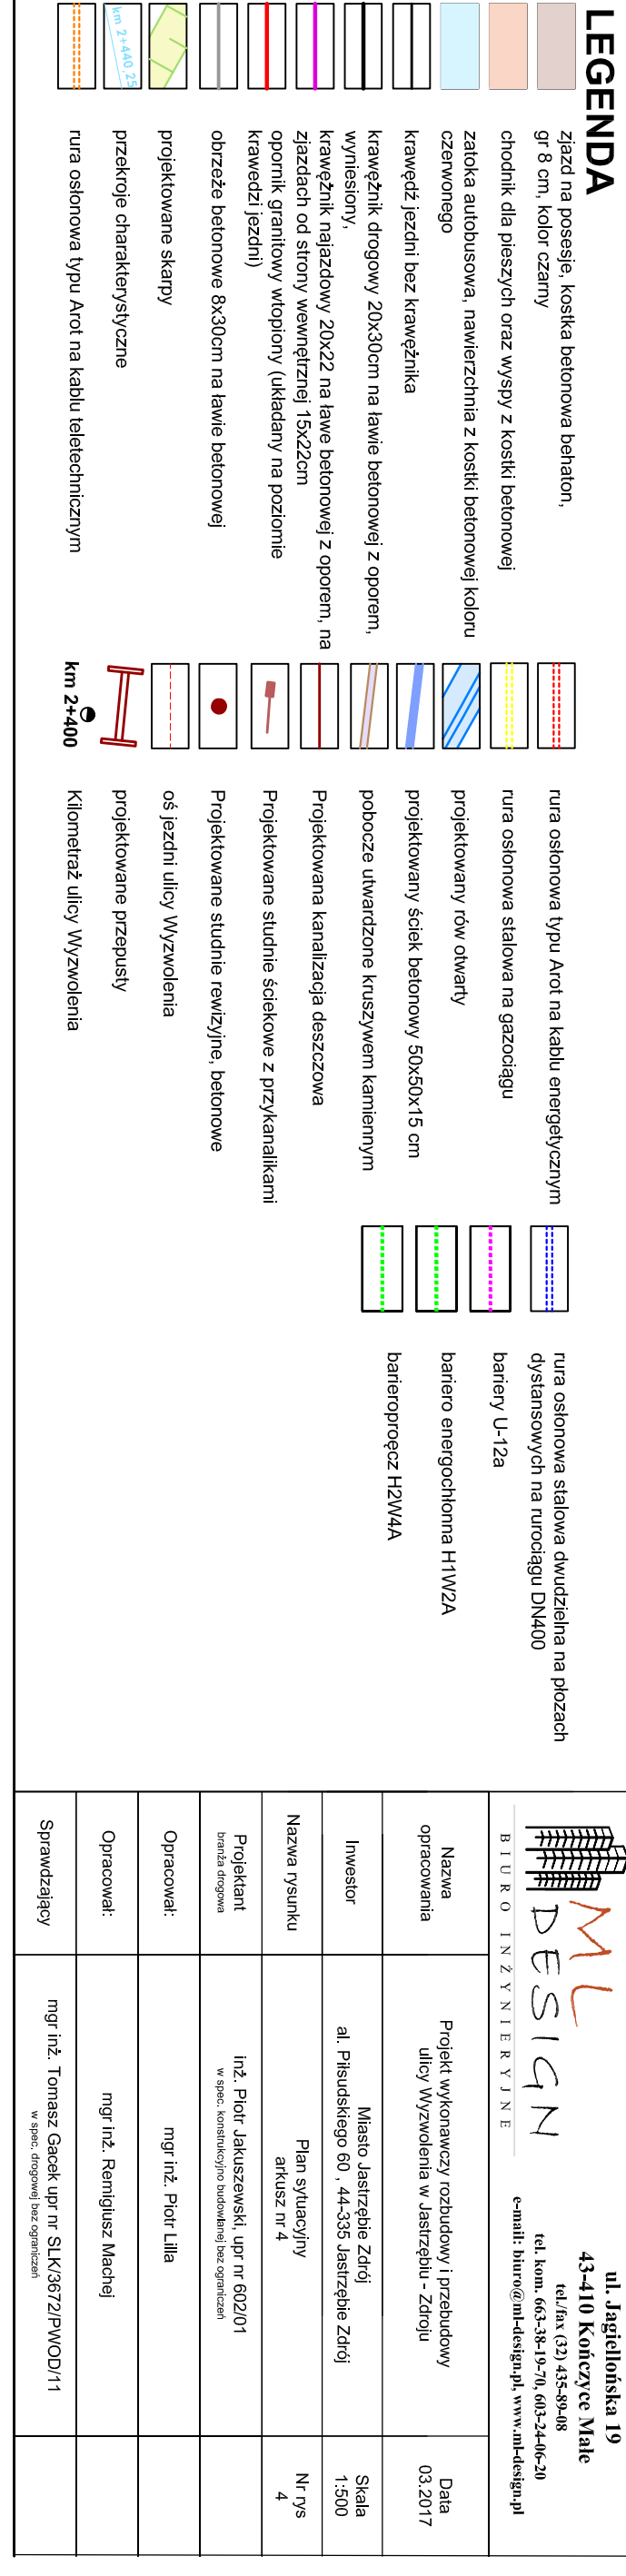 LEGENDA
zjazd na posesje, kostka betonowa behaton,
gr 8 cm, kolor czarny
chodnik dla pieszych oraz wyspy z kostki betonowej
zatoka autobusowa, nawierzchnia z kostki betonowej koloru
czerwonego
krawędź jezdni bez krawężnika
krawężnik drogowy 20x30cm na ławie betonowej z oporem,
wyniesiony,
krawężnik najazdowy 20x22 na ławe betonowej z oporem, na
zjazdach od strony wewnętrznej 15x22cm
opornik granitowy wtopiony (układany na poziomie
krawedzi jezdni)
obrzeże betonowe 8x30cm na ławie betonowej
projektowane skarpy
km 2+440,25
przekroje charakterystyczne
rura osłonowa typu Arot na kablu teletechnicznym
rura osłonowa typu Arot na kablu energetycznym
rura osłonowa stalowa na gazociągu
projektowany rów otwarty
projektowany ściek betonowy 50x50x15 cm
pobocze utwardzone kruszywem kamiennym
Projektowana kanalizacja deszczowa
Projektowane studnie ściekowe z przykanalikami
Projektowane studnie rewizyjne, betonowe
oś jezdni ulicy Wyzwolenia
projektowane przepusty
km 2+400
Kilometraż ulicy Wyzwolenia
rura osłonowa stalowa dwudzielna na płozach
dystansowych na rurociągu DN400
bariery U-12a
bariero energochłonna H1W2A
barieroproęcz H2W4A
ML
DESIGN
BIURO INŻYNIERYJNE
ul. Jagiellońska 19
43-410 Kończyce Małe
tel./fax (32) 435-89-08
tel. kom. 663-38-19-70, 603-24-06-20
e-mail: biuro@ml-design.pl, www.ml-design.pl
Nazwa
opracowania
Projekt wykonawczy rozbudowy i przebudowy
ulicy Wyzwolenia w Jastrzębiu - Zdroju
Data
03.2017
Inwestor
Miasto Jastrzębie Zdrój
al. Piłsudskiego 60 , 44-335 Jastrzębie Zdrój
Skala
1:500
Nazwa rysunku
Plan sytuacyjny
arkusz nr 4
Nr rys
4
Projektant
branża drogowa
inż. Piotr Jakuszewski, upr nr 602/01
w spec. konstrukcyjno budowlanej bez ograniczeń
Opracował:
mgr inż. Piotr Lilla
Opracował:
mgr inż. Remigiusz Machej
Sprawdzający
mgr inż. Tomasz Gacek upr nr SLK/3672/PWOD/11
w spec, drogowej bez ograniczeń